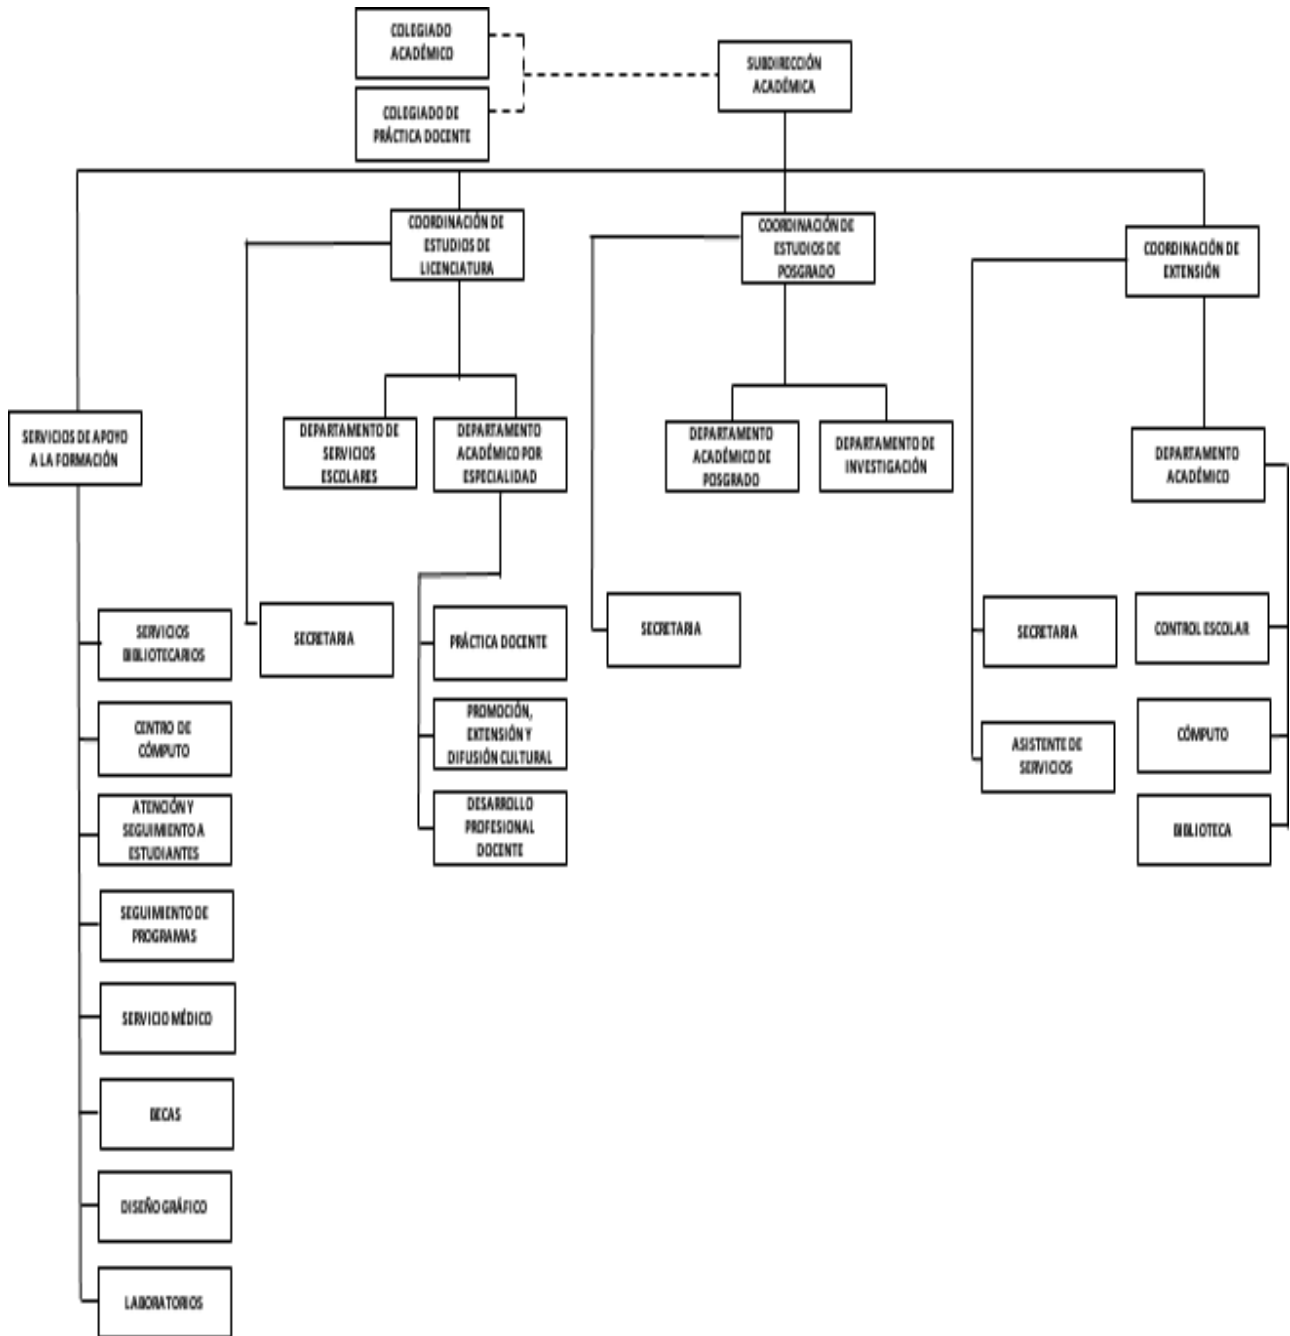 COLEGIADO
ACADÉMICO
SUBDIRECCIÓN
ACADÉMICA
COLEGIADO DE
PRÁCTICA DOCENTE
COORDINACIÓN DE
ESTUDIOS DE
LICENCIATURA
COORDINACIÓN DE
ESTUDIOS DE
POSGRADO
COORDINACIÓN DE
EXTENSIÓN
SERVICIOS DE APOYO
A LA FORMACIÓN
DEPARTAMENTO DE
SERVICIOS
ESCOLARES
DEPARTAMENTO
ACADÉMICO POR
ESPECIALIDAD
DEPARTAMENTO
ACADÉMICO DE
POSGRADO
DEPARTAMENTO DE
INVESTIGACIÓN
DEPARTAMENTO
ACADÉMICO
SERVICIOS
BIBLIOTECARIOS
SECRETARIA
PRÁCTICA DOCENTE
SECRETARIA
SECRETARIA
CONTROL ESCOLAR
CENTRO DE
CÓMPUTO
PROMOCIÓN,
EXTENSIÓN Y
DIFUSIÓN CULTURAL
ASISTENTE DE
SERVICIOS
CÓMPUTO
ATENCIÓN Y
SEGUIMIENTO A
ESTUDIANTES
DESARROLLO
PROFESIONAL
DOCENTE
BIBLIOTECA
SEGUIMIENTO DE
PROGRAMAS
SERVICIO MÉDICO
BECAS
DISEÑO GRÁFICO
LABORATORIOS